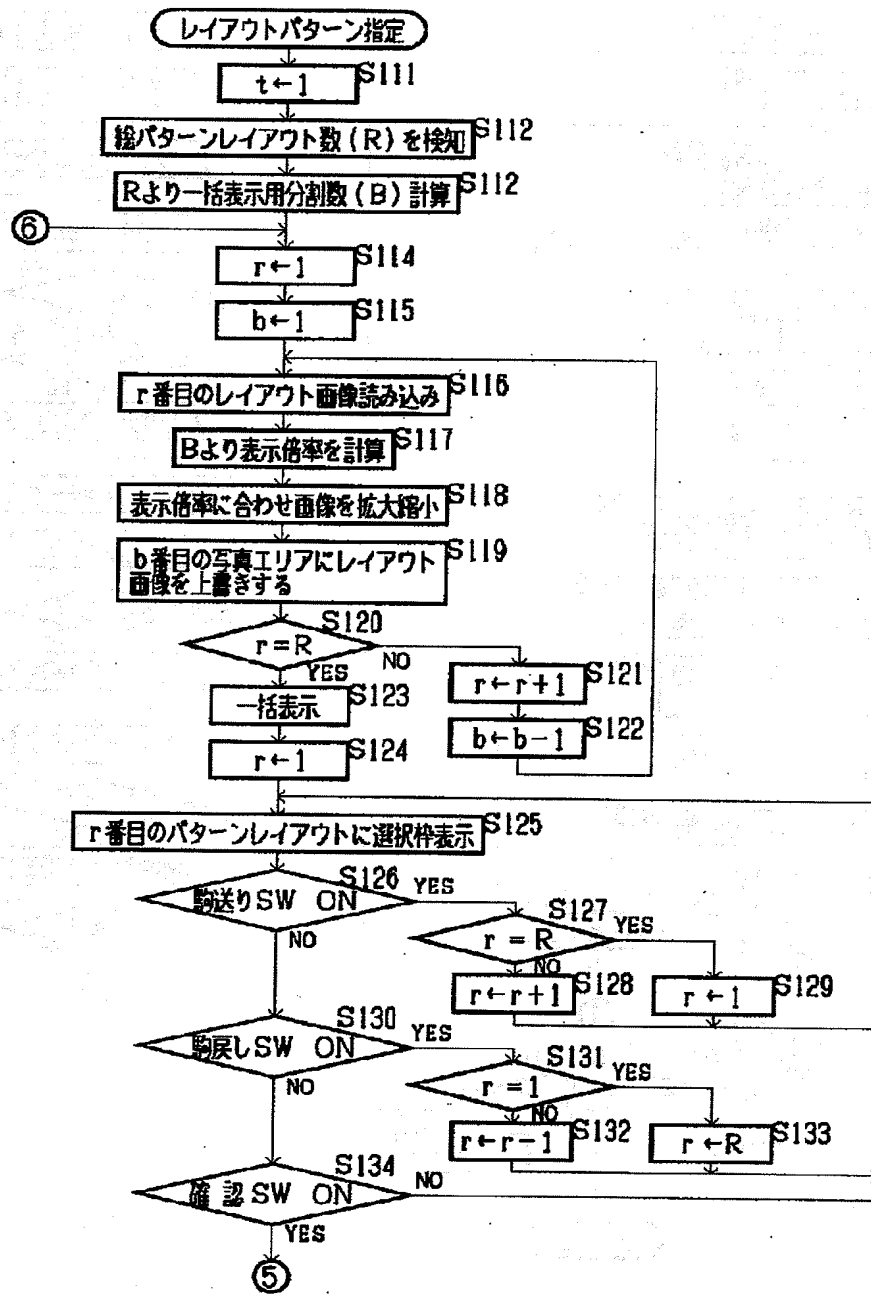 レイアウトパターン指定
t←1 S111
総パターンレイアウト数(R)を検知 S112
Rより一括表示用分割数(B)計算 S112
⑥
r←1 S114
b←1 S115
r番目のレイアウト画像読み込み S116
Bより表示倍率を計算 S117
表示倍率に合わせ画像を拡大縮小 S118
b番目の写真エリアにレイアウト S119
画像を上書きする
r=R S120
YES NO
r←r+1 S121
b←b-1 S122
一括表示 S123
r←1 S124
r番目のパターンレイアウトに選択枠表示 S125
駒送りSW ON S126 YES
NO
r=R S127 YES
NO
r←r+1 S128
r←1 S129
駒戻しSW ON S130 YES
NO
r=1 S131 YES
NO
r←r-1 S132
r←R S133
確認SW ON S134 NO
YES
⑤